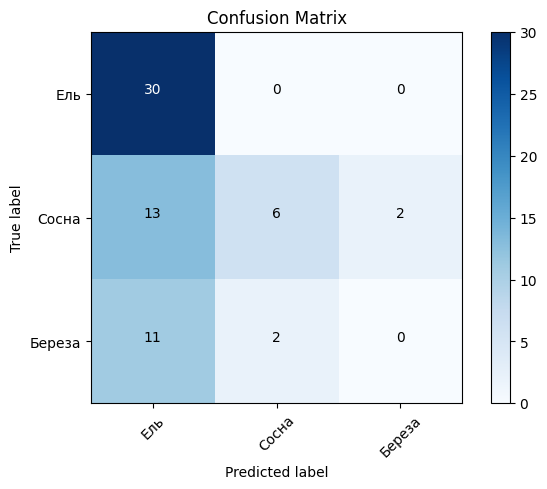 Confusion Matrix
True label
Ель
30
0
0
Сосна
13
6
2
Береза
11
2
0
Ель
Сосна
Береза
Predicted label
30
25
20
15
10
5
0